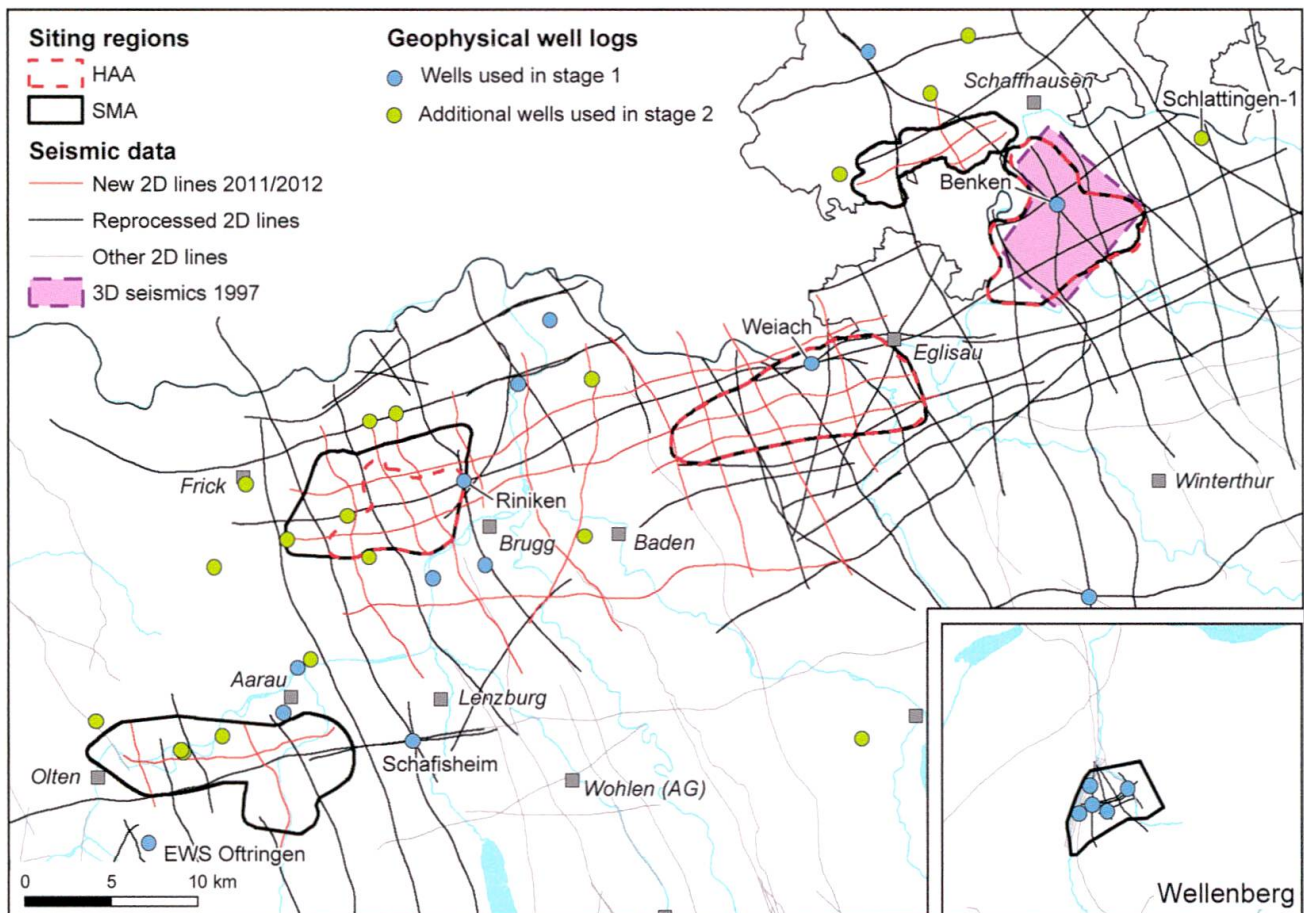 Siting regions
HAA
SMA
Seismic data
New 2D lines 2011/2012
Reprocessed 2D lines
Other 2D lines
3D seismics 1997
Geophysical well logs
Wells used in stage 1
Additional wells used in stage 2
Schaffhausen
Schlattingen-1
Benken
Weiach
Eglisau
Frick
Riniken
Brugg
Baden
Winterthur
Aarau
Lenzburg
Schafisheim
Olten
Wohlen (AG)
EWS Oftringen
0 5 10 km
Wellenberg